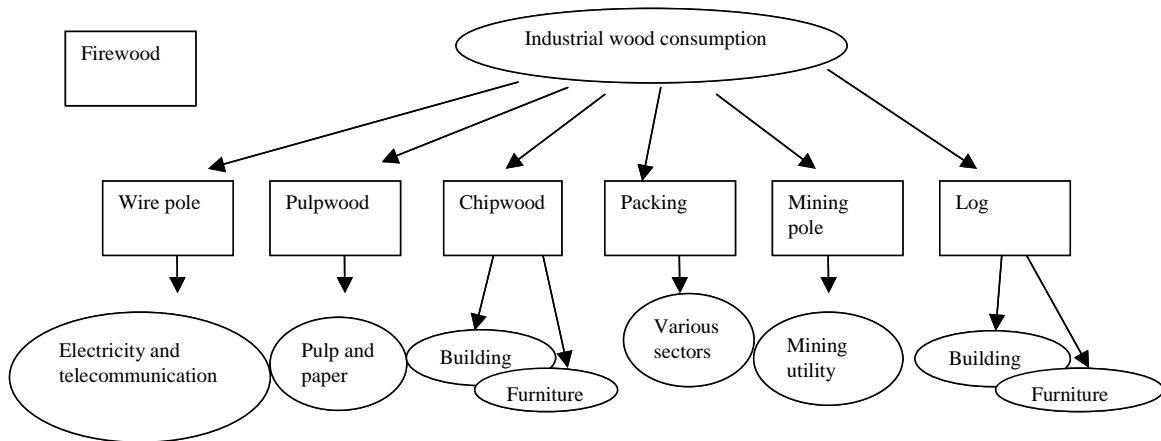 Industrial wood consumption
Firewood
Wire pole
Pulpwood
Chipwood
Packing
Mining
pole
Log
Electricity and
telecommunication
Pulp and
paper
Building
Furniture
Various
sectors
Mining
utility
Building
Furniture